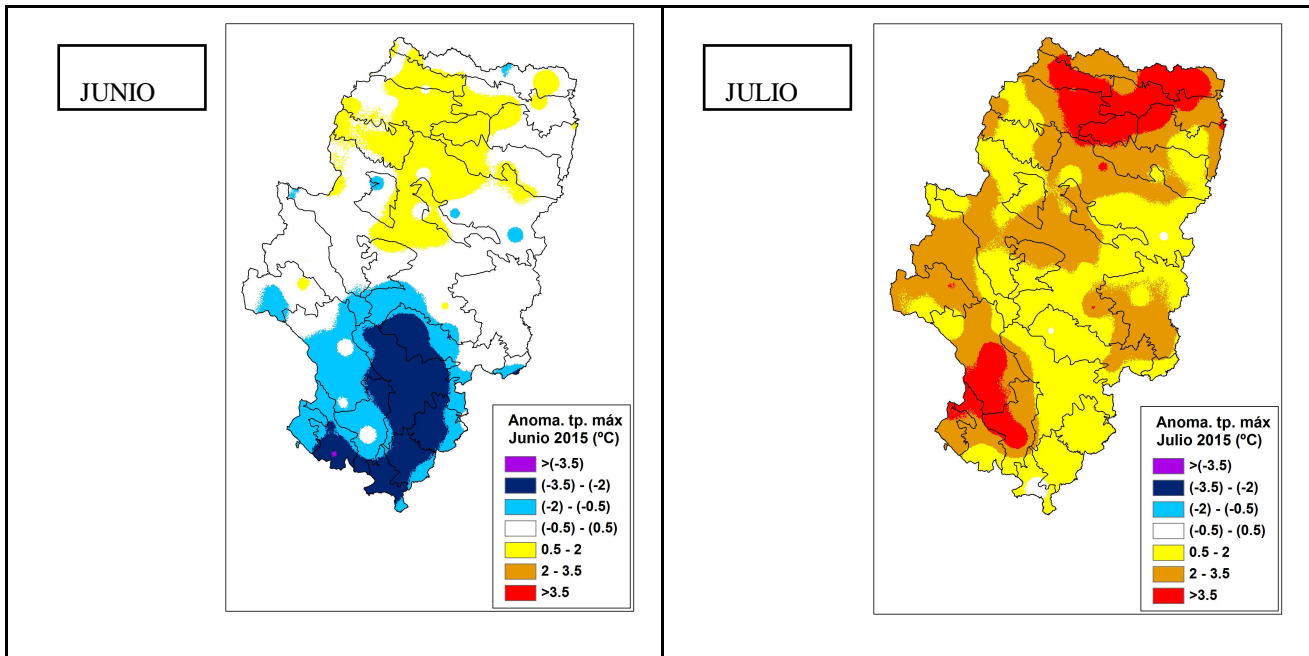 JUNIO
Anoma. tp. máx
Junio 2015 (ºC)
>(-3.5)
(-3.5) - (-2)
(-2) - (-0.5)
(-0.5) - (0.5)
0.5 - 2
2 - 3.5
>3.5
JULIO
Anoma. tp. máx
Julio 2015 (ºC)
>(-3.5)
(-3.5) - (-2)
(-2) - (-0.5)
(-0.5) - (0.5)
0.5 - 2
2 - 3.5
>3.5